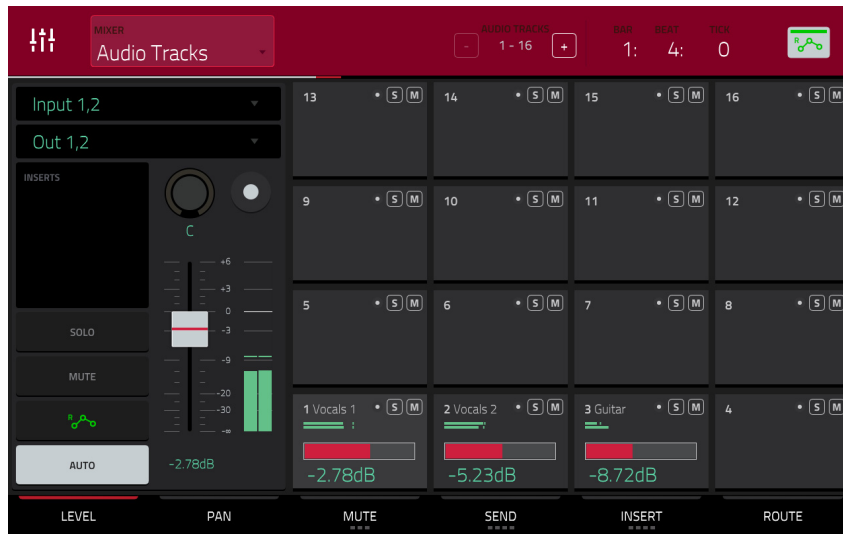 MIXER
Audio Tracks
AUDIO TRACKS
- 1 - 16 +
BAR BEAT TICK
1: 4: 0
R
Input 1,2
Out 1,2
INSERTS
C
+6
+3
0
-3
-9
-20
-30
-∞
SOLO
MUTE
R
AUTO
-2.78dB
13 S M
14 S M
15 S M
16 S M
9 S M
10 S M
11 S M
12 S M
5 S M
6 S M
7 S M
8 S M
1 Vocals 1 S M
-2.78dB
2 Vocals 2 S M
-5.23dB
3 Guitar S M
-8.72dB
4 S M
LEVEL PAN MUTE SEND INSERT ROUTE